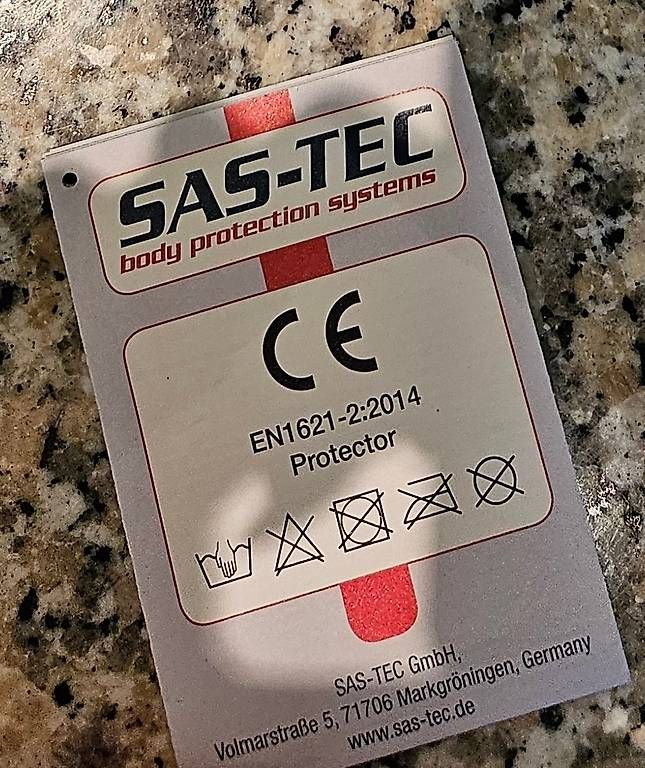 SAS-TEC
body protection systems
CE
EN1621-2:2014
Protector
SAS-TEC GmbH,
Volmarstraße 5, 71706 Markgröningen, Germany
www.sas-tec.de